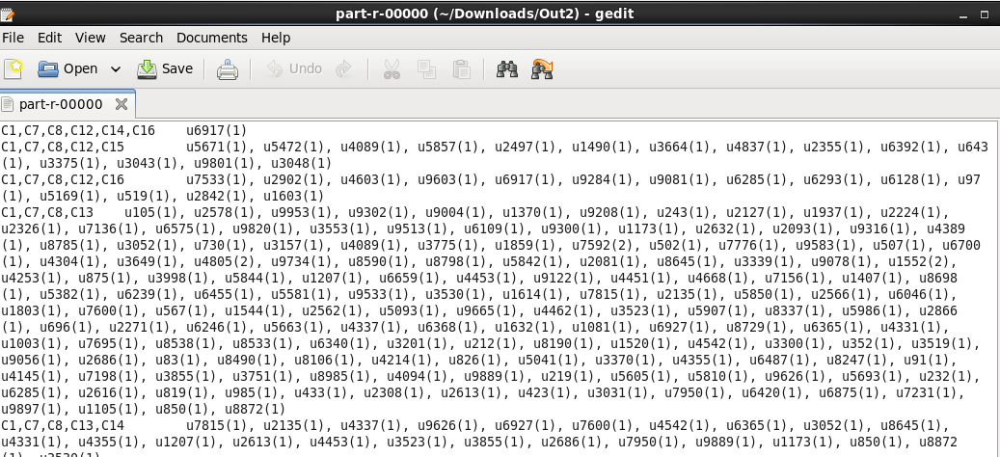 part-r-00000 (~/Downloads/Out2) - gedit
File Edit View Search Documents Help
Open Save Undo
part-r-00000
C1,C7,C8,C12,C14,C16 u6917(1)
C1,C7,C8,C12,C15 u5671(1), u5472(1), u4089(1), u5857(1), u2497(1), u1490(1), u3664(1), u4837(1), u2355(1), u6392(1), u643
(1), u3375(1), u3043(1), u9801(1), u3048(1)
C1,C7,C8,C12,C16 u7533(1), u2902(1), u4603(1), u9603(1), u6917(1), u9284(1), u9081(1), u6285(1), u6293(1), u6128(1), u97
(1), u5169(1), u519(1), u2842(1), u1603(1)
C1,C7,C8,C13 u105(1), u2578(1), u9953(1), u9302(1), u9004(1), u1370(1), u9208(1), u243(1), u2127(1), u1937(1), u2224(1),
u2326(1), u7136(1), u6575(1), u9820(1), u3553(1), u9513(1), u6109(1), u9300(1), u1173(1), u2632(1), u2093(1), u9316(1), u4389
(1), u8785(1), u3052(1), u730(1), u3157(1), u4089(1), u3775(1), u1859(1), u7592(2), u502(1), u7776(1), u9583(1), u507(1), u6700
(1), u4304(1), u3649(1), u4805(2), u9734(1), u8590(1), u8798(1), u5842(1), u2081(1), u8645(1), u3339(1), u9078(1), u1552(2),
u4253(1), u875(1), u3998(1), u5844(1), u1207(1), u6659(1), u4453(1), u9122(1), u4451(1), u4668(1), u7156(1), u1407(1), u8698
(1), u5382(1), u6239(1), u6455(1), u5581(1), u9533(1), u3530(1), u1614(1), u7815(1), u2135(1), u5850(1), u2566(1), u6046(1),
u1803(1), u7600(1), u567(1), u1544(1), u2562(1), u5093(1), u9665(1), u4462(1), u3523(1), u5907(1), u8337(1), u5986(1), u2866
(1), u696(1), u2271(1), u6246(1), u5663(1), u4337(1), u6368(1), u1632(1), u1081(1), u6927(1), u8729(1), u6365(1), u4331(1),
u1003(1), u7695(1), u8538(1), u8533(1), u6340(1), u3201(1), u212(1), u8190(1), u1520(1), u4542(1), u3300(1), u352(1), u3519(1),
u9056(1), u2686(1), u83(1), u8490(1), u8106(1), u4214(1), u826(1), u5041(1), u3370(1), u4355(1), u6487(1), u8247(1), u91(1),
u4145(1), u7198(1), u3855(1), u3751(1), u8985(1), u4094(1), u9889(1), u219(1), u5605(1), u5810(1), u9626(1), u5693(1), u232(1),
u6285(1), u2616(1), u819(1), u985(1), u433(1), u2308(1), u2613(1), u423(1), u3031(1), u7950(1), u6420(1), u6875(1), u7231(1),
u9897(1), u1105(1), u850(1), u8872(1)
C1,C7,C8,C13,C14 u7815(1), u2135(1), u4337(1), u9626(1), u6927(1), u7600(1), u4542(1), u6365(1), u3052(1), u8645(1),
u4331(1), u4355(1), u1207(1), u2613(1), u4453(1), u3523(1), u3855(1), u2686(1), u7950(1), u9889(1), u1173(1), u850(1), u8872